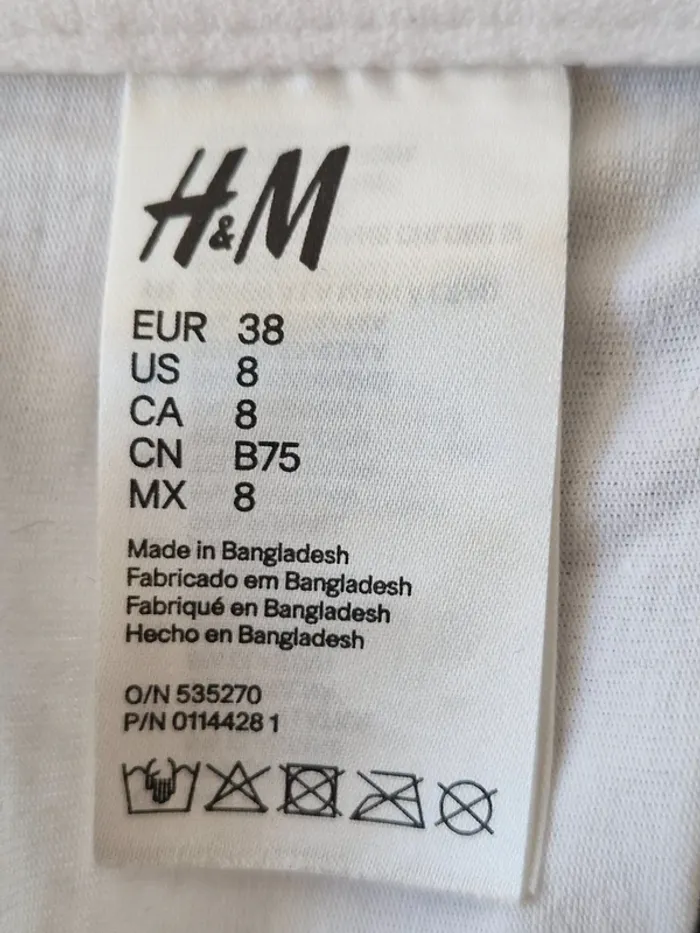 H&M
EUR 38
US 8
CA 8
CN B75
MX 8
Made in Bangladesh
Fabricado em Bangladesh
Fabriqué en Bangladesh
Hecho en Bangladesh
O/N 535270
P/N 0114428 1